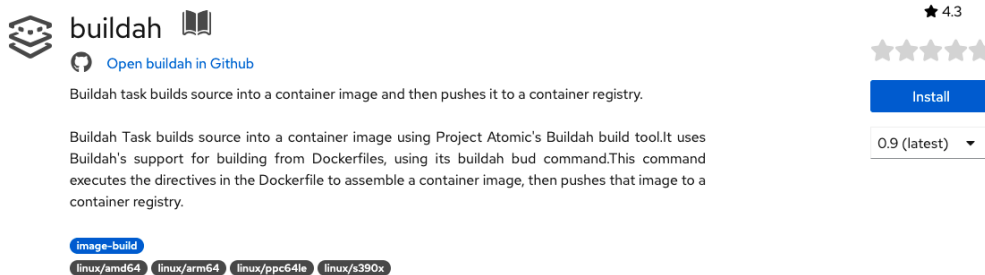 buildah
4.3
Open buildah in Github
Buildah task builds source into a container image and then pushes it to a container registry.
Install
Buildah Task builds source into a container image using Project Atomic's Buildah build tool.It uses
0.9 (latest)
Buildah's support for building from Dockerfiles, using its buildah bud command.This command
executes the directives in the Dockerfile to assemble a container image, then pushes that image to a
container registry.
image-build
linux/amd64 linux/arm64 linux/ppc64le linux/s390x